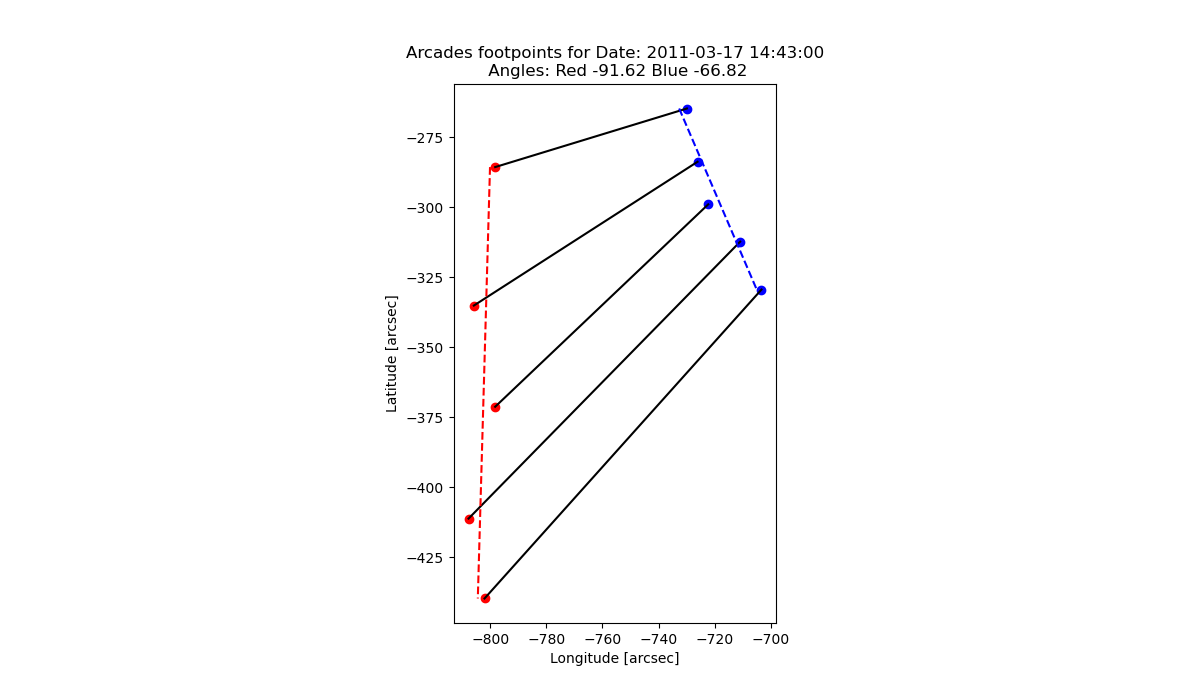 Arcades footpoints for Date: 2011-03-17 14:43:00
Angles: Red -91.62 Blue -66.82
−275
−300
−325
−350
−375
−400
−425
Latitude [arcsec]
−800 −780 −760 −740 −720 −700
Longitude [arcsec]